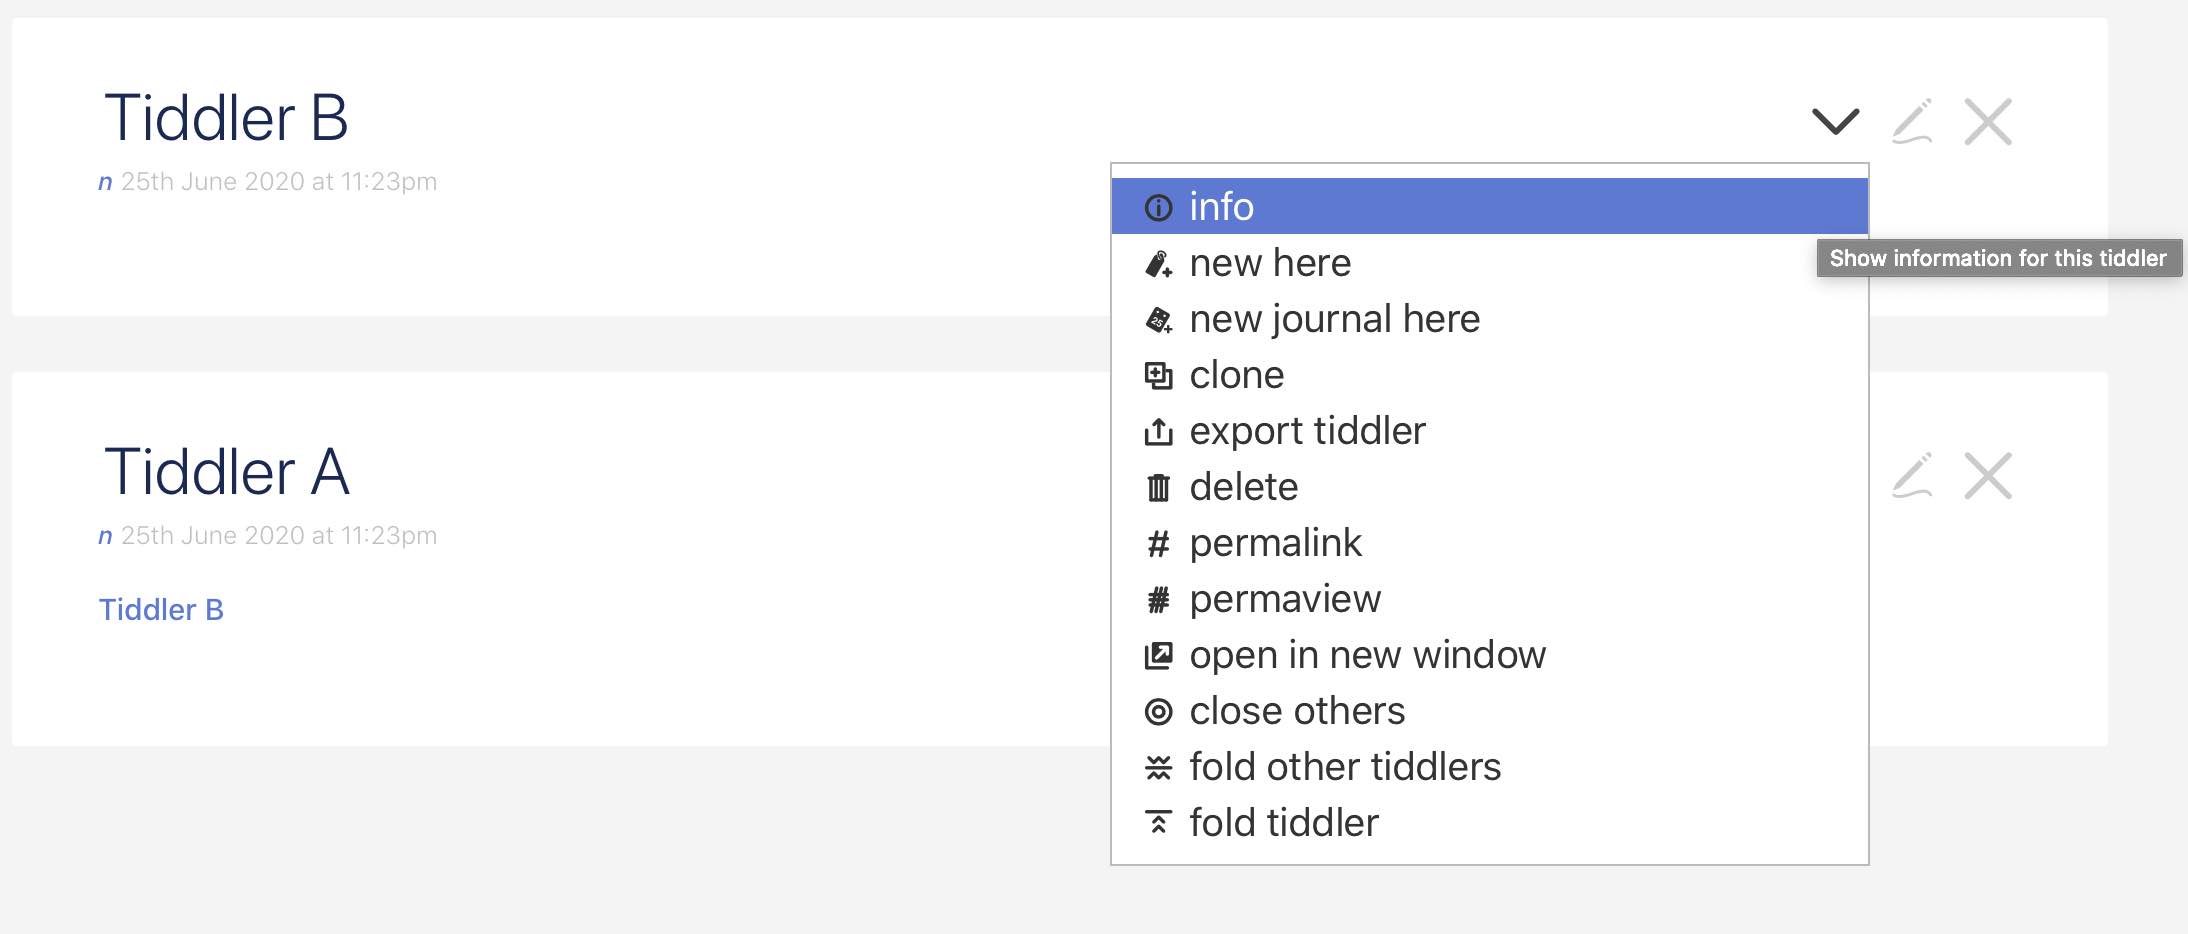 Tiddler B
n 25th June 2020 at 11:23pm
info
Show information for this tiddler
new here
new journal here
clone
export tiddler
delete
# permalink
permaview
open in new window
close others
fold other tiddlers
fold tiddler
Tiddler A
n 25th June 2020 at 11:23pm
Tiddler B